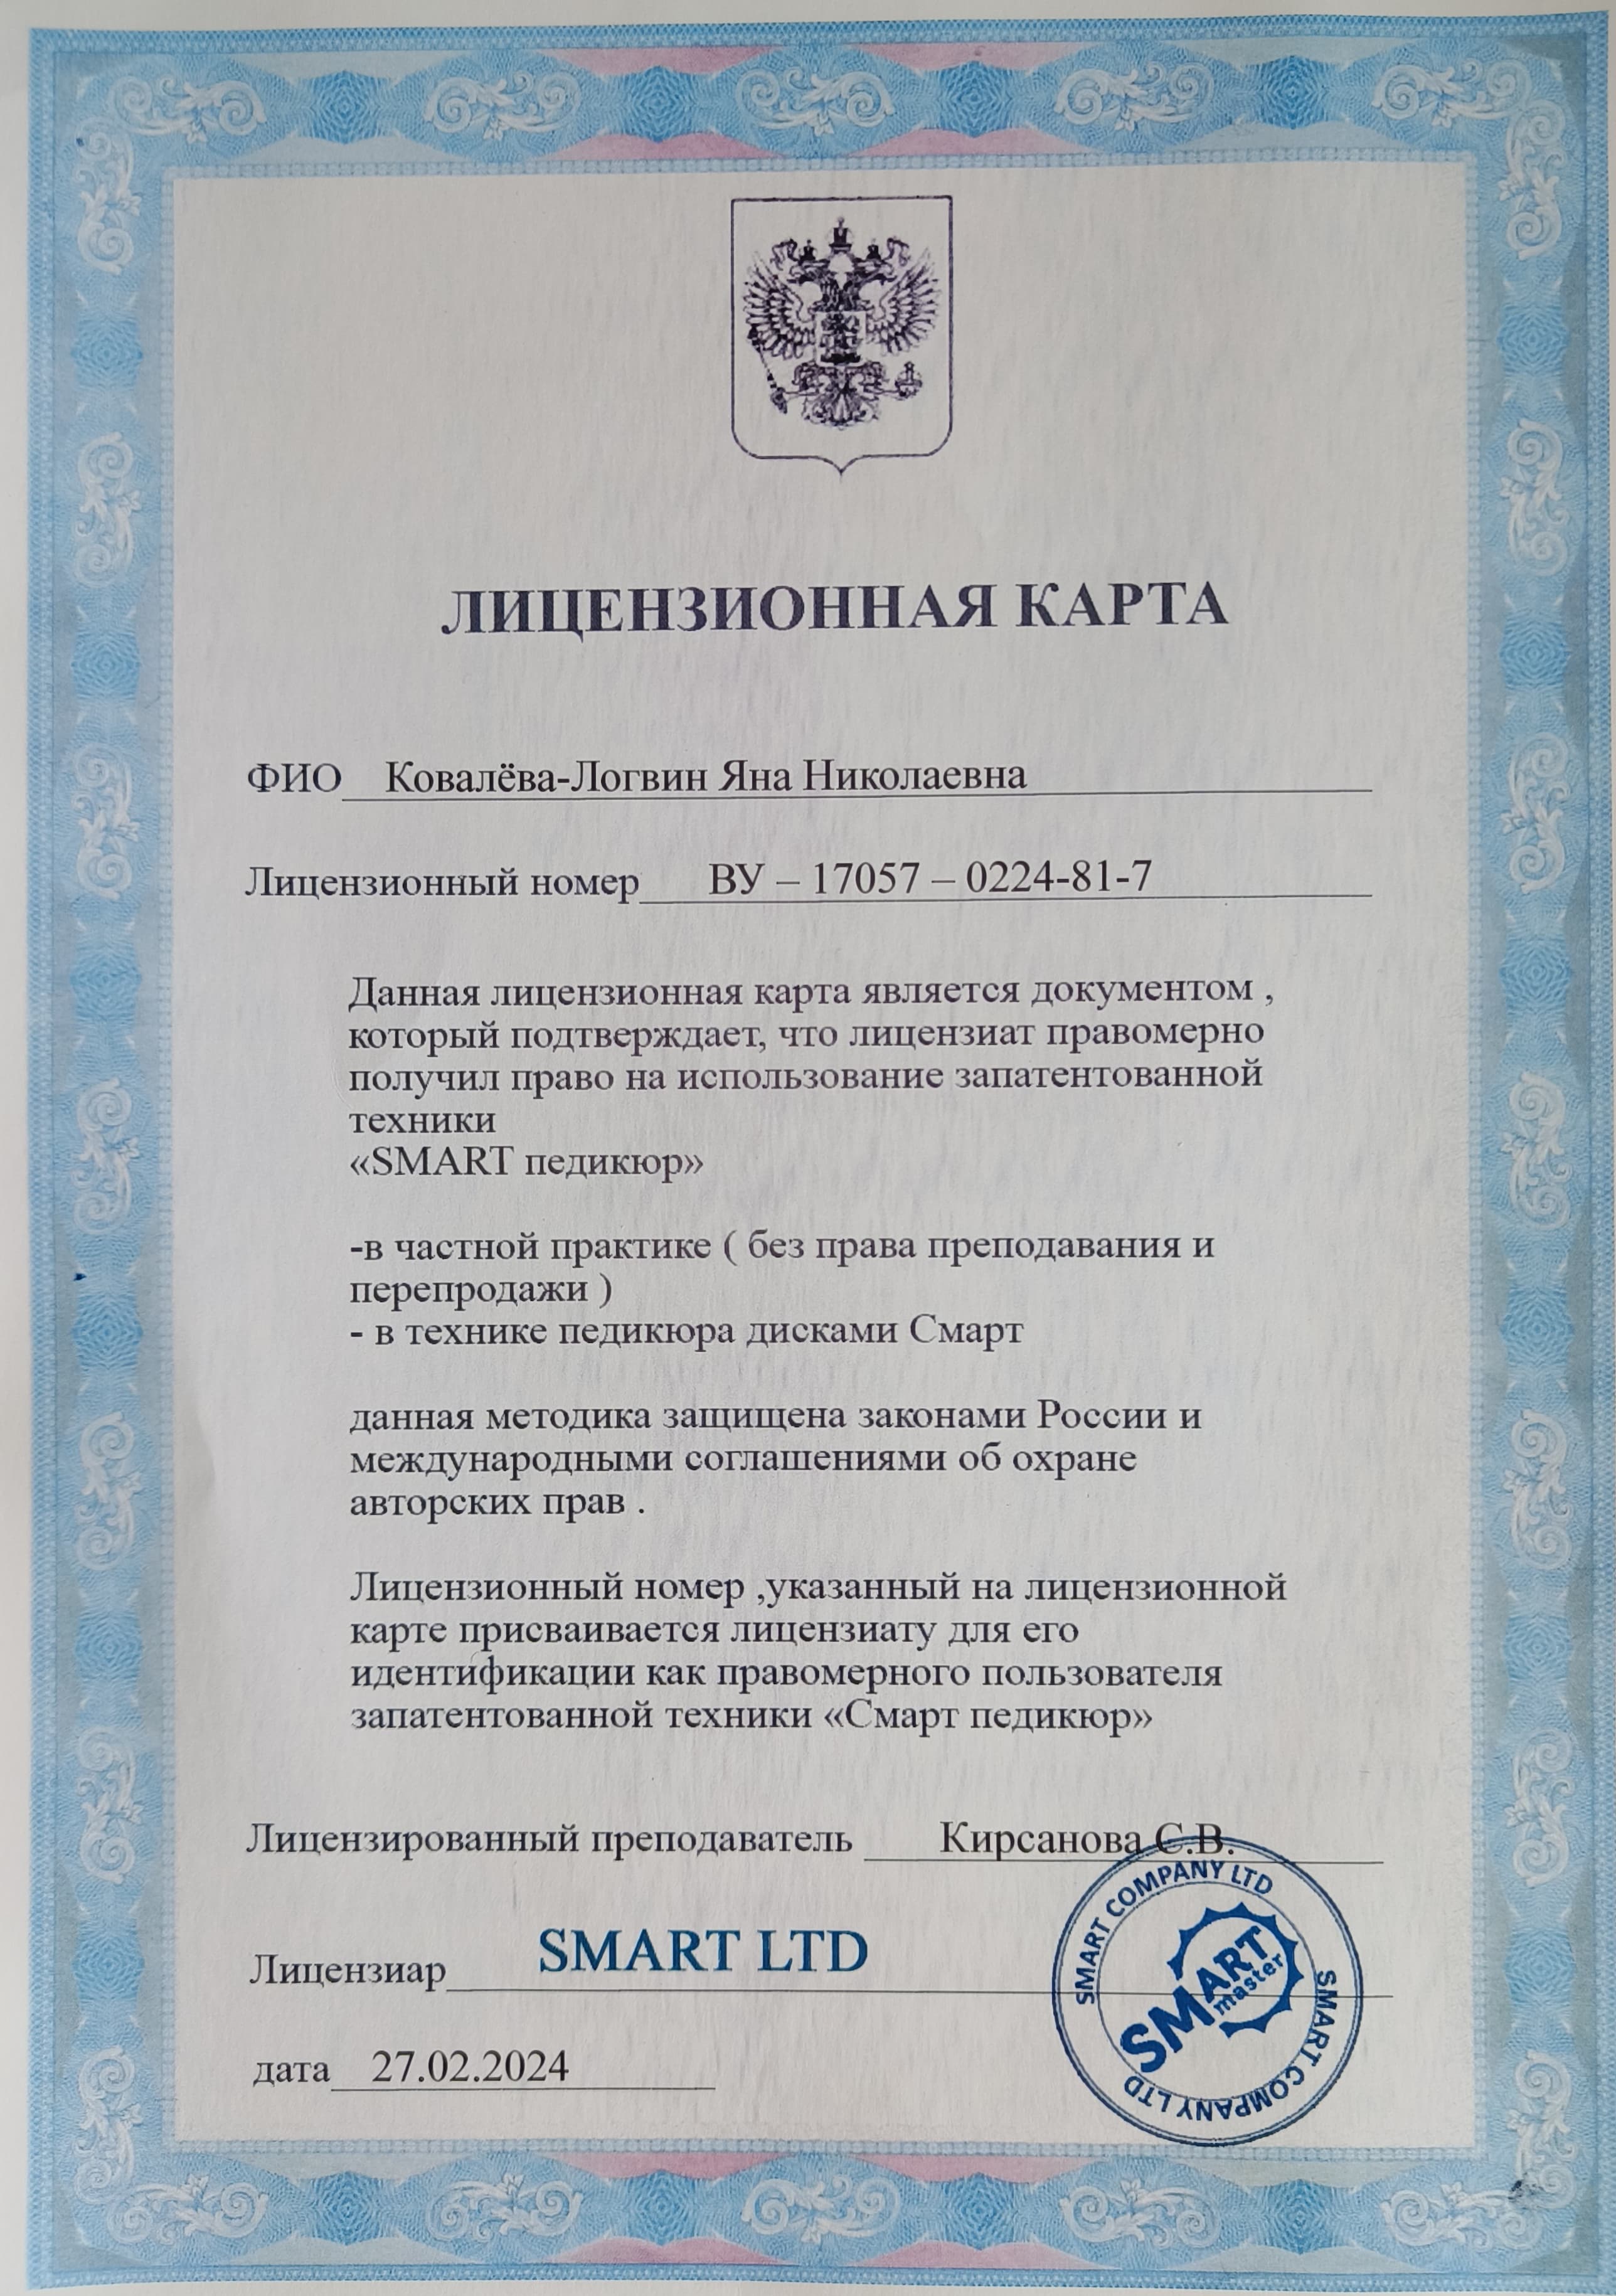 ЛИЦЕНЗИОННАЯ КАРТА
ФИО Ковалёва-Логвин Яна Николаевна
Лицензионный номер ВУ – 17057 – 0224-81-7
Данная лицензионная карта является документом ,
который подтверждает, что лицензиат правомерно
получил право на использование запатентованной
техники
«SMART педикюр»
-в частной практике ( без права преподавания и
перепродажи )
- в технике педикюра дисками Смарт
данная методика защищена законами России и
международными соглашениями об охране
авторских прав .
Лицензионный номер ,указанный на лицензионной
карте присваивается лицензиату для его
идентификации как правомерного пользователя
запатентованной техники «Смарт педикюр»
Лицензированный преподаватель Кирсанова С.В.
Лицензиар SMART LTD
дата 27.02.2024
SMART COMPANY LTD
SMART COMPANY LTD
SMART
master